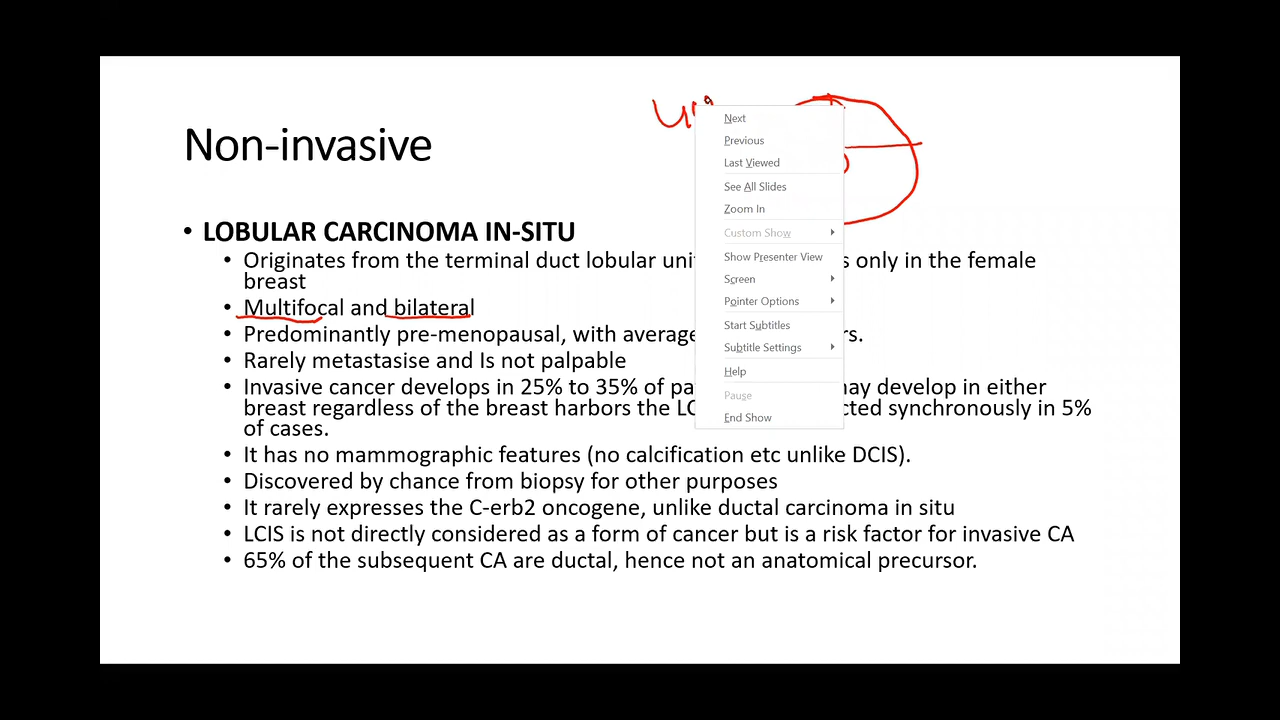 Non-invasive
• LOBULAR CARCINOMA IN-SITU
• Originates from the terminal duct lobular only in the female
breast
• Multifocal and bilateral
• Predominantly pre-menopausal, with average
• Rarely metastasise and Is not palpable
• Invasive cancer develops in 25% to 35% of develop in either
breast regardless of the breast harbors the synchronously in 5%
of cases.
• It has no mammographic features (no calcification etc unlike DCIS).
• Discovered by chance from biopsy for other purposes
• It rarely expresses the C-erb2 oncogene, unlike ductal carcinoma in situ
• LCIS is not directly considered as a form of cancer but is a risk factor for invasive CA
• 65% of the subsequent CA are ductal, hence not an anatomical precursor.
Next
Previous
Last Viewed
See All Slides
Zoom In
Custom Show
Show Presenter View
Screen
Pointer Options
Start Subtitles
Subtitle Settings
Help
Pause
End Show